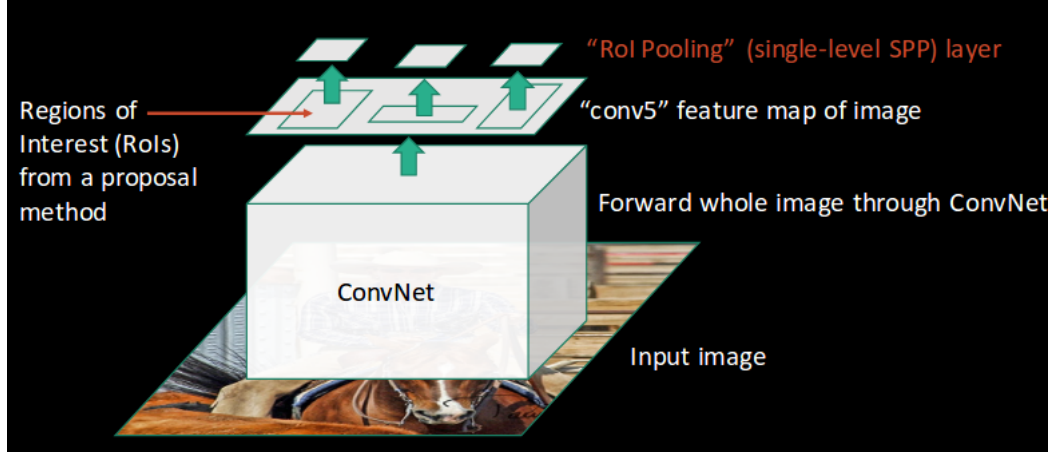 “RoI Pooling” (single-level SPP) layer
Regions of
Interest (RoIs)
from a proposal
method
“conv5” feature map of image
Forward whole image through ConvNet
ConvNet
Input image